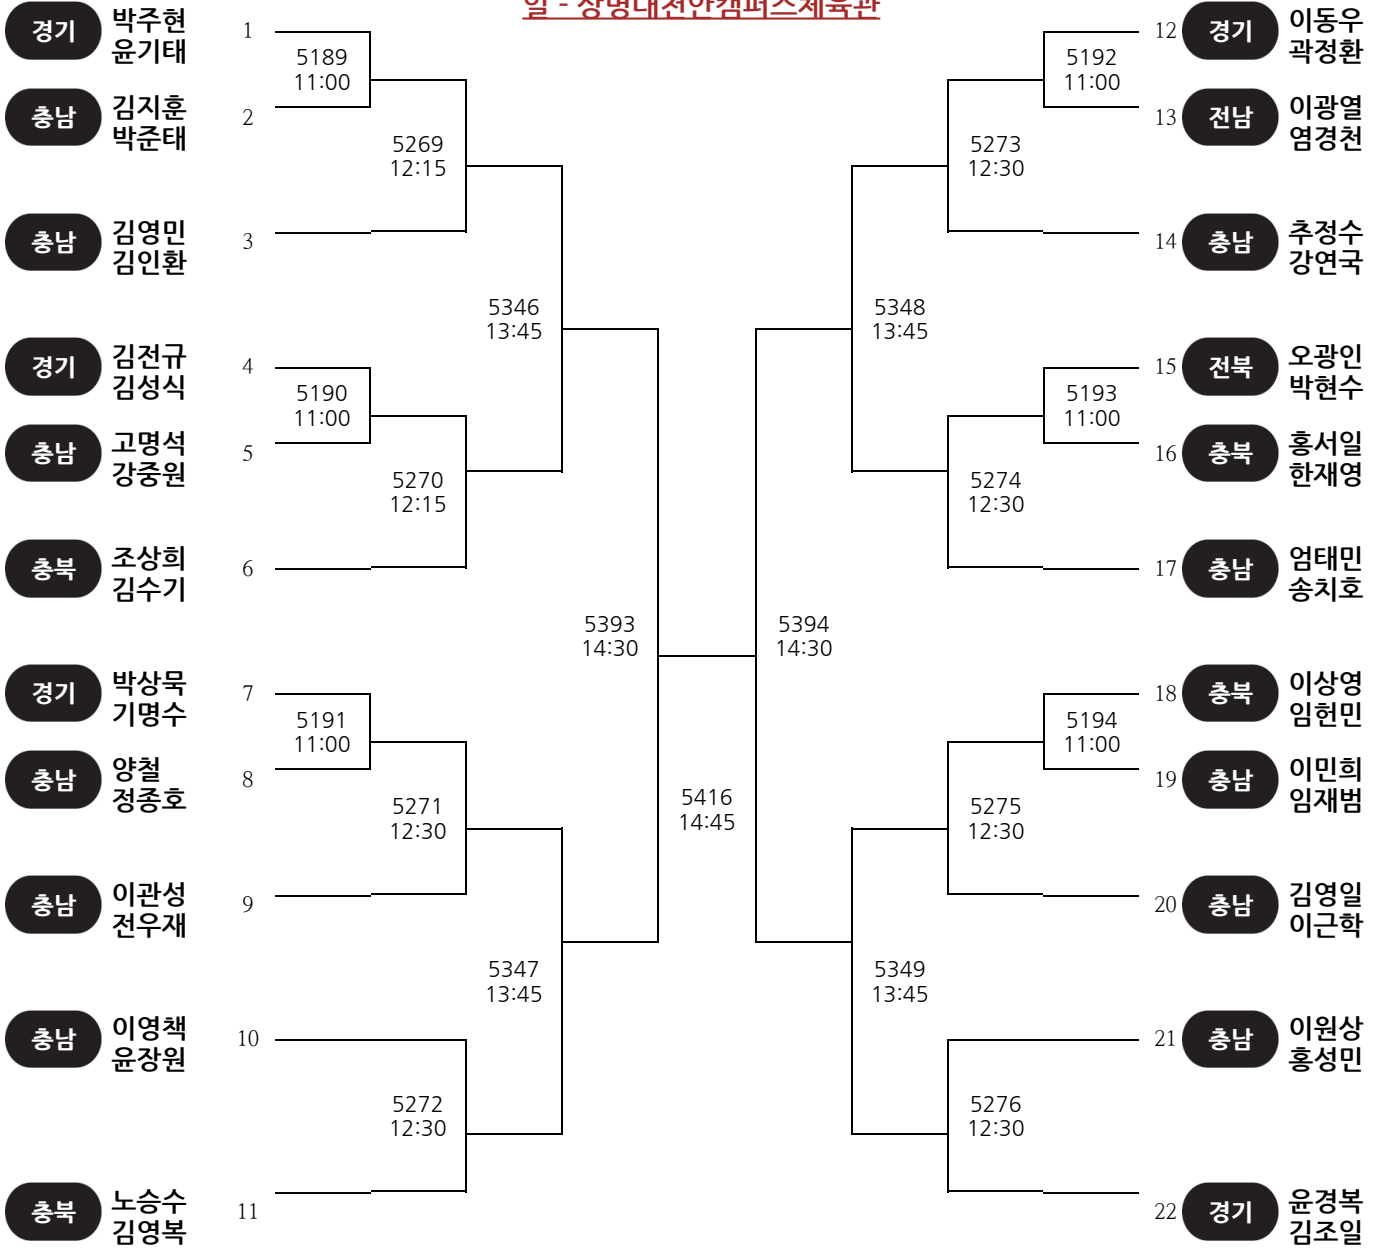 일 - 상명대천안캠퍼스체육관
경기
박주현
윤기태
1
5189
11:00
충남
김지훈
박준태
2
5269
12:15
충남
김영민
김인환
3
5346
13:45
경기
김전규
김성식
4
5190
11:00
충남
고명석
강중원
5
5270
12:15
충북
조상희
김수기
6
5393
14:30
경기
박상묵
기명수
7
5191
11:00
충남
양철
정종호
8
5271
12:30
충남
이관성
전우재
9
5347
13:45
충남
이영책
윤장원
10
5272
12:30
충북
노승수
김영복
11
5416
14:45
12
경기
이동우
곽정환
5192
11:00
13
전남
이광열
염경천
5273
12:30
14
충남
추정수
강연국
5348
13:45
15
전북
오광인
박현수
5193
11:00
16
충북
홍서일
한재영
5274
12:30
17
충남
엄태민
송치호
5394
14:30
18
충북
이상영
임헌민
5194
11:00
19
충남
이민희
임재범
5275
12:30
20
충남
김영일
이근학
5349
13:45
21
충남
이원상
홍성민
5276
12:30
22
경기
윤경복
김조일